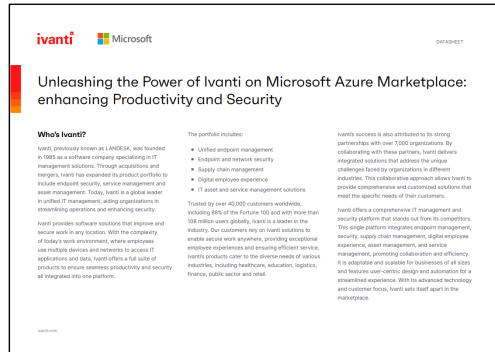 ivanti
Microsoft
DATASHEET
Unleashing the Power of Ivanti on Microsoft Azure Marketplace:
enhancing Productivity and Security
Who's Ivanti?
Ivanti, previously known as LANDESK, was founded
in 1985 as a software company specializing in IT
management solutions. Through acquisitions and
mergers, Ivanti has expanded its product portfolio to
include endpoint security, service management and
asset management. Today, Ivanti is a global leader
in unified IT management, aiding organizations in
streamlining operations and enhancing security.
Ivanti provides software solutions that improve and
secure work in any location. With the complexity
of today's work environment, where employees
use multiple devices and networks to access IT
applications and data, Ivanti offers a full suite of
products to ensure seamless productivity and security
all integrated into one platform.
The portfolio includes:
Unified endpoint management
Endpoint and network security
Supply chain management
Digital employee experience
IT asset and service management solutions
Trusted by over 40,000 customers worldwide,
including 88% of the Fortune 100 and with more than
108 million users globally, Ivanti is a leader in the
industry. Our customers rely on Ivanti solutions to
enable secure work anywhere, providing exceptional
employee experiences and ensuring efficient service,
Ivanti's products cater to the diverse needs of various
industries, including healthcare, education, logistics,
finance, public sector and retail.
Ivanti's success is also attributed to its strong
partnerships with over 7,000 organizations. By
collaborating with these partners, Ivanti delivers
integrated solutions that address the unique
challenges faced by organizations in different
industries. This collaborative approach allows Ivanti to
provide comprehensive and customized solutions that
meet the specific needs of their customers.
Ivanti offers a comprehensive IT management and
security platform that stands out from its competitors.
This single platform integrates endpoint management,
security, supply chain management, digital employee
experience, asset management, and service
management, promoting collaboration and efficiency.
It is adaptable and scalable for businesses of all sizes
and features user-centric design and automation for a
streamlined experience. With its advanced technology
and customer focus, Ivanti sets itself apart in the
marketplace.
ivanti.com